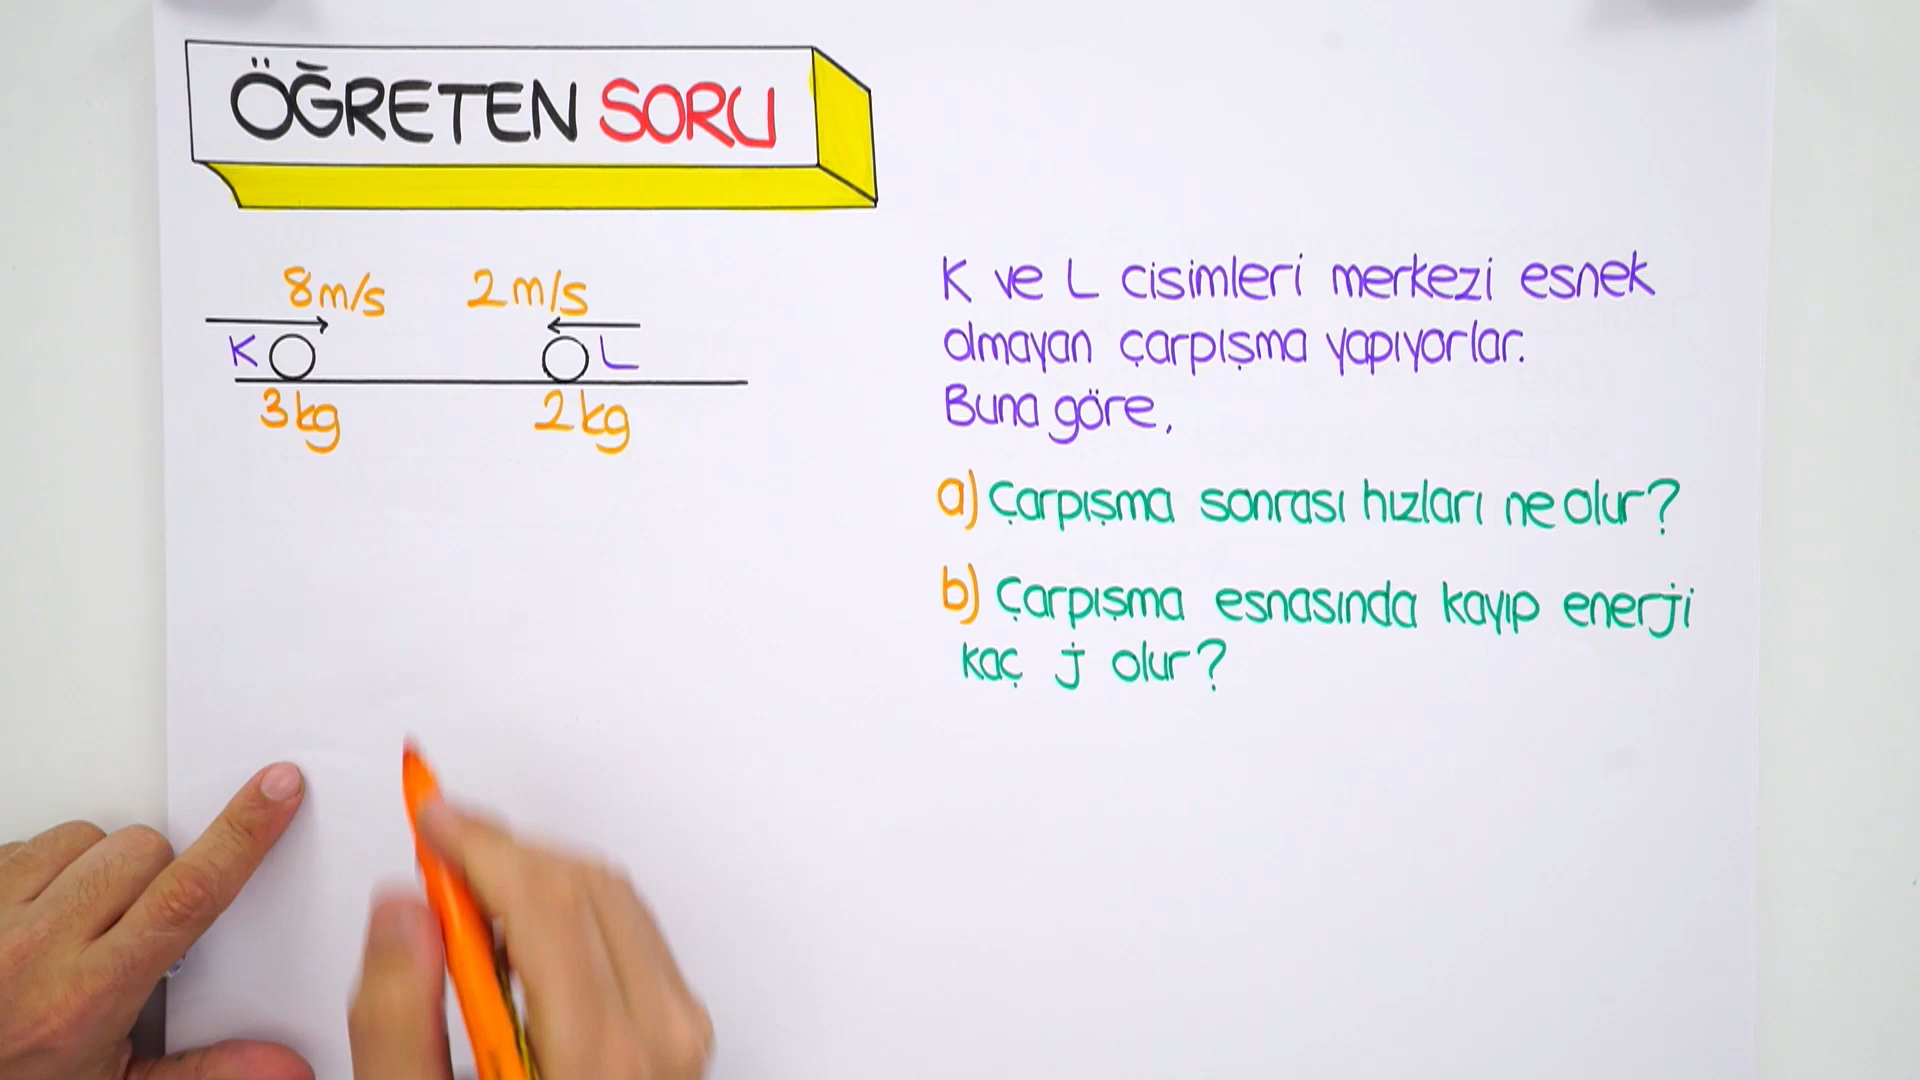 ÖĞRETEN SORU
8m/s 2m/s
K L
3kg 2kg
K ve L cisimleri merkezi esnek
olmayan çarpışma yapıyorlar.
Buna göre,
a) Çarpışma sonrası hızları ne olur?
b) Çarpışma esnasında kayıp enerji
kaç j olur?